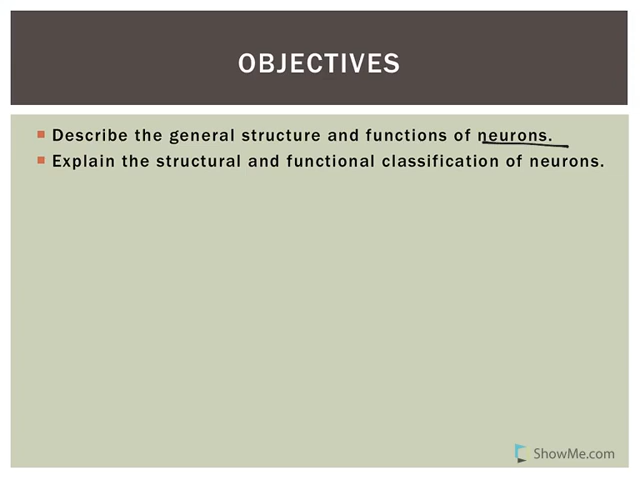 OBJECTIVES
Describe the general structure and functions of neurons.
Explain the structural and functional classification of neurons.
ShowMe.com